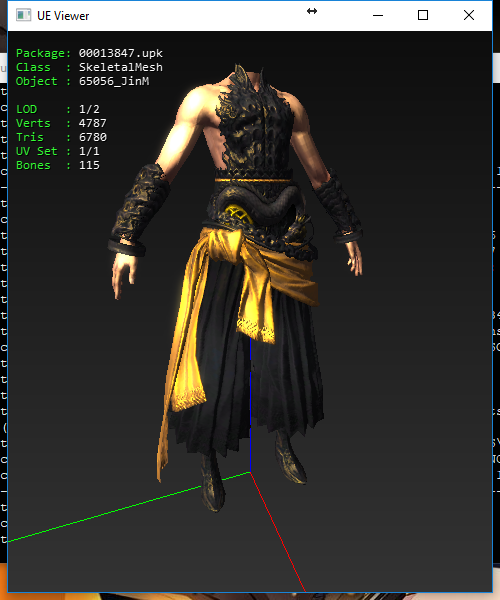 UE Viewer
Package: 00013847.upk
Class  : SkeletalMesh
Object : 65056_JinM
LOD    : 1/2
Verts  : 4787
Tris   : 6780
UV Set : 1/1
Bones  : 115